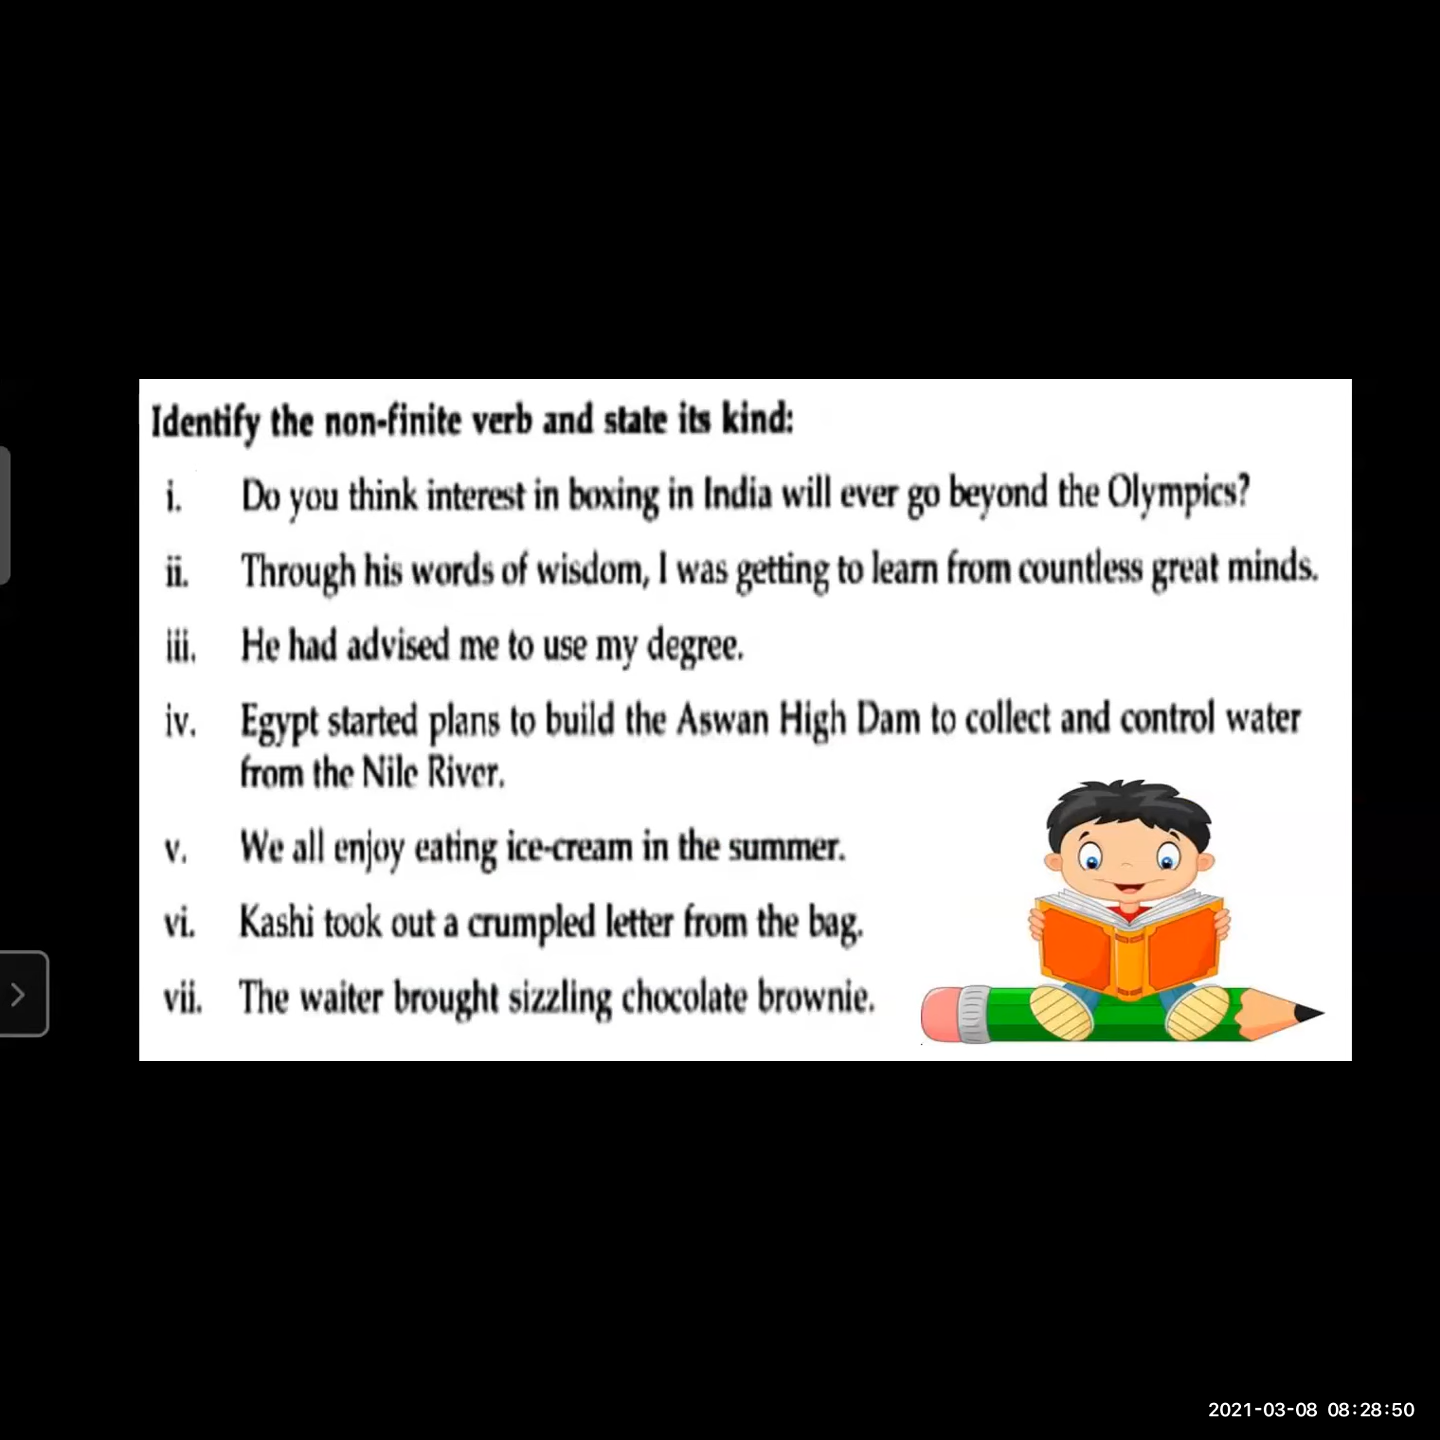 Identify the non-finite verb and state its kind:
i. Do you think interest in boxing in India will ever go beyond the Olympics?
ii. Through his words of wisdom, I was getting to learn from countless great minds.
iii. He had advised me to use my degree.
iv. Egypt started plans to build the Aswan High Dam to collect and control water
from the Nile River.
v. We all enjoy eating ice-cream in the summer.
vi. Kashi took out a crumpled letter from the bag.
vii. The waiter brought sizzling chocolate brownie.
2021-03-08 08:28:50